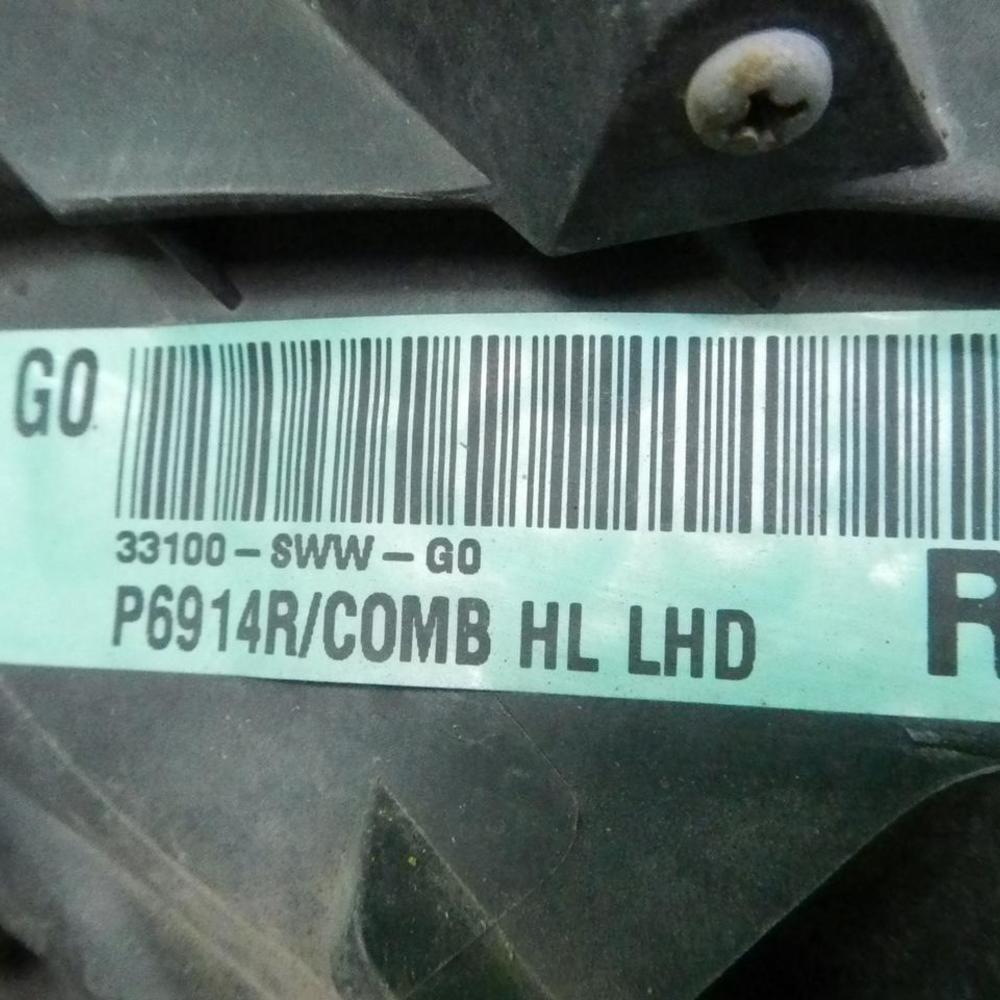 G0
33100-SWW-G0
P6914R/COMB HL LHD
R